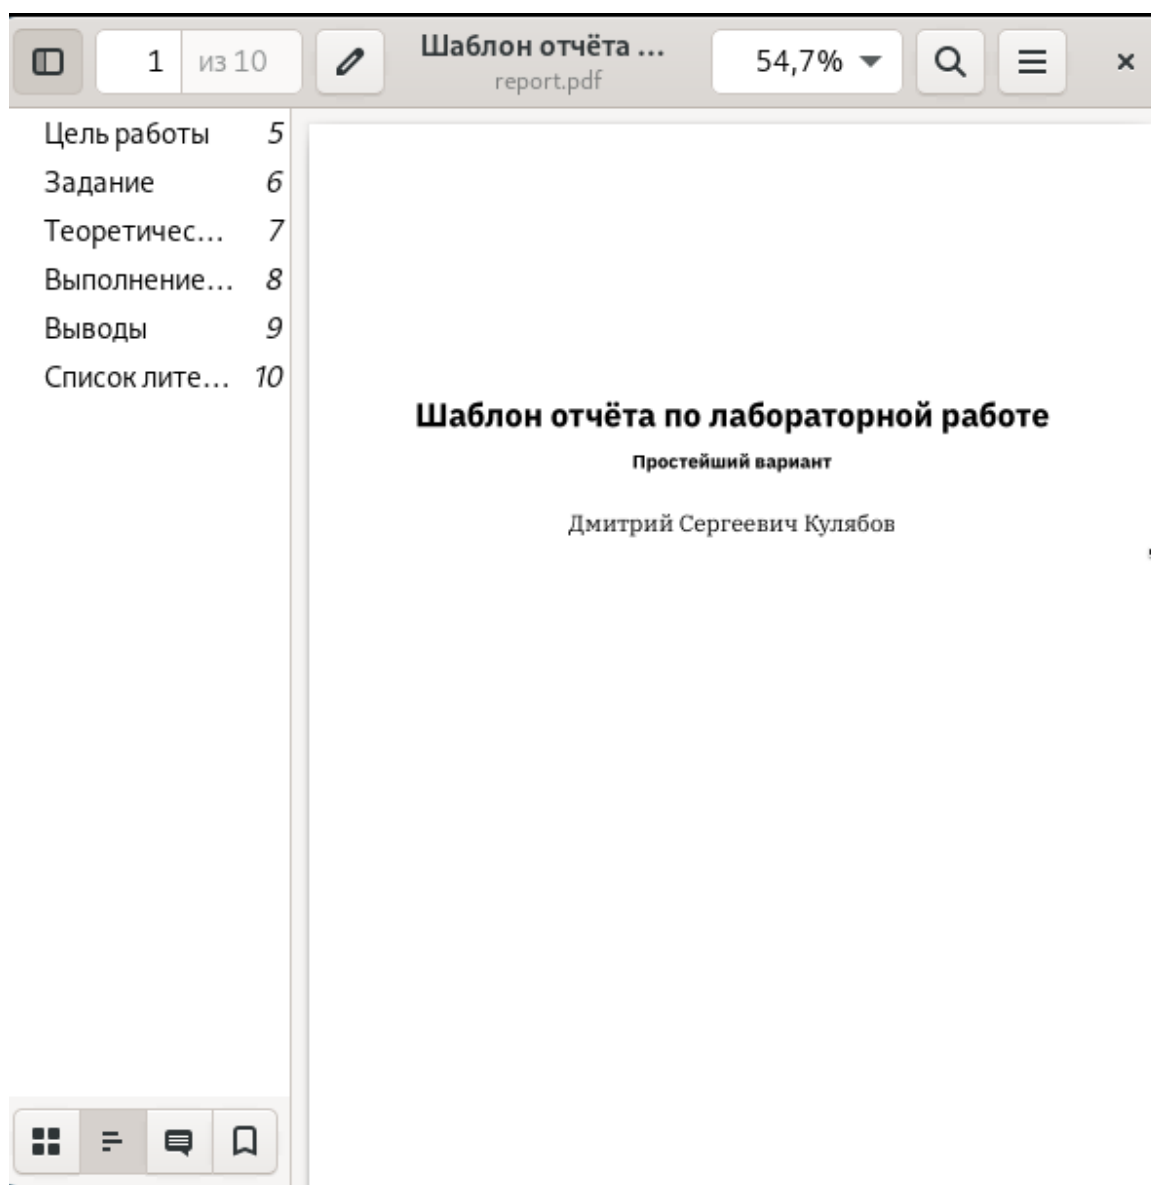 1 из 10 Шаблон отчёта ... 54,7%
report.pdf
Цель работы 5
Задание 6
Теоретичес... 7
Выполнение... 8
Выводы 9
Список лите... 10
Шаблон отчёта по лабораторной работе
Простейший вариант
Дмитрий Сергеевич Кулябов